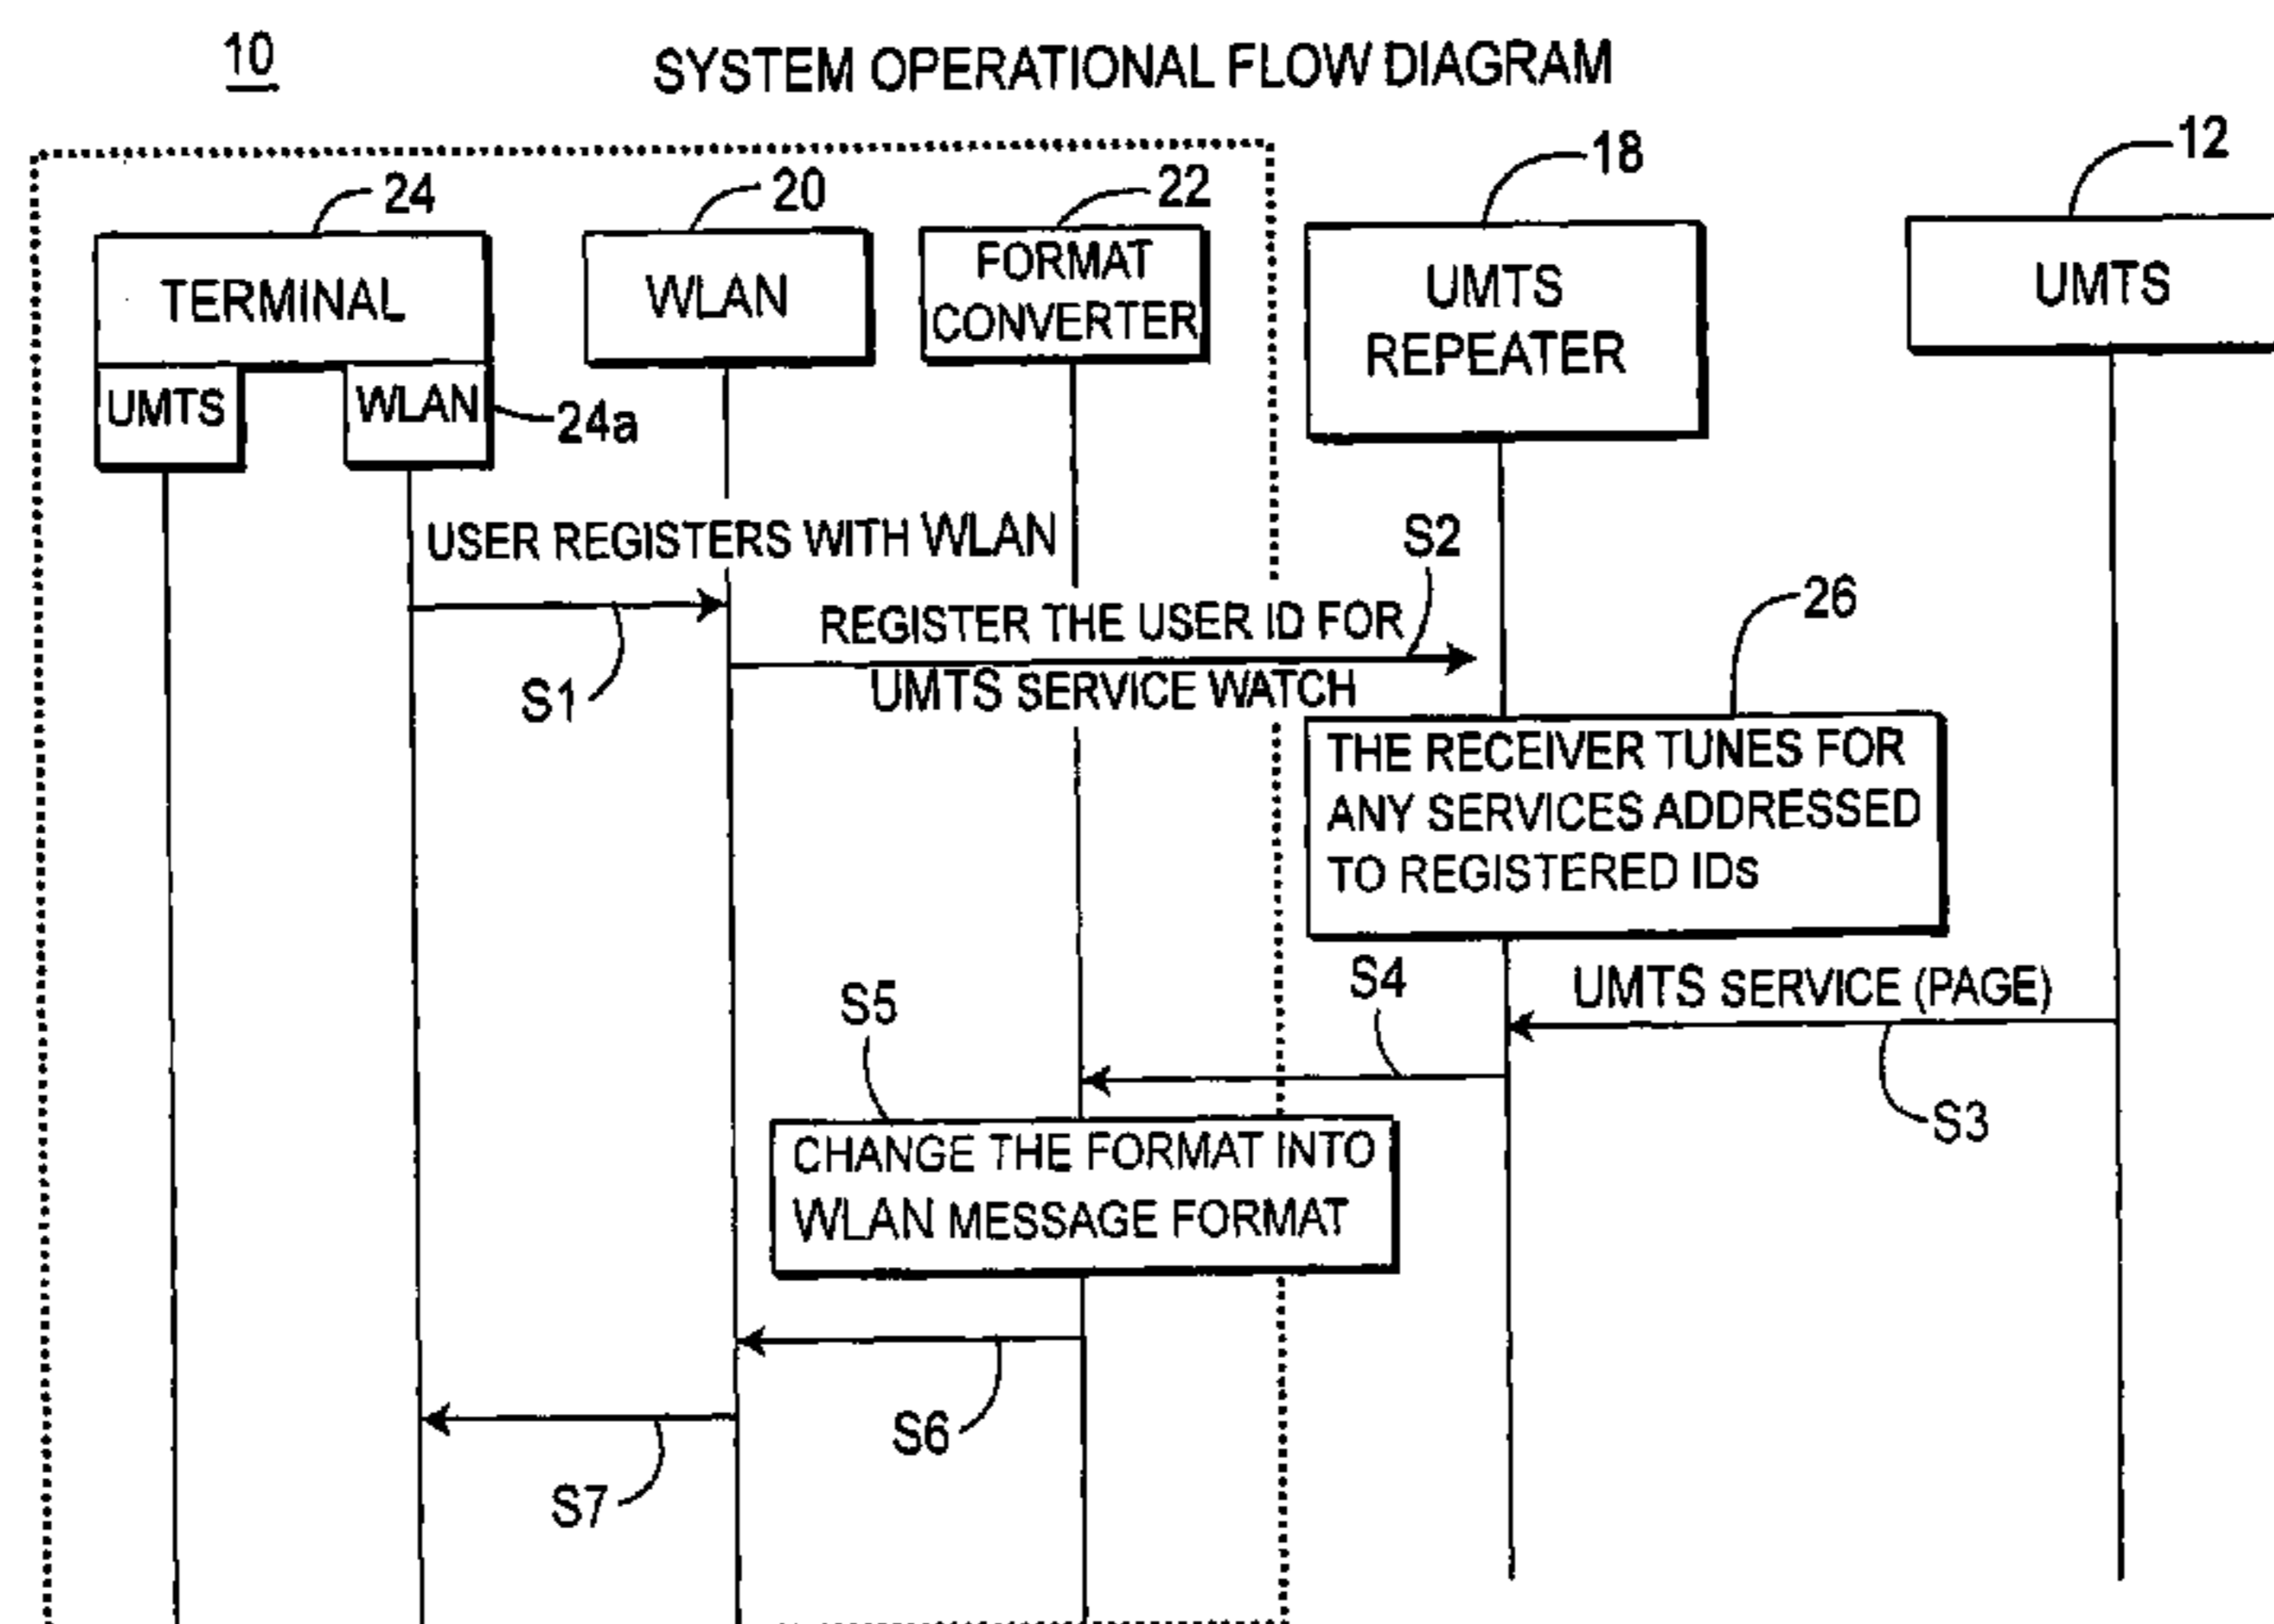 10
SYSTEM OPERATIONAL FLOW DIAGRAM
24
20
22
18
12
TERMINAL
WLAN
FORMAT
CONVERTER
UMTS
REPEATER
UMTS
UMTS
WLAN
24a
USER REGISTERS WITH WLAN
S2
S1
REGISTER THE USER ID FOR
UMTS SERVICE WATCH
26
THE RECEIVER TUNES FOR
ANY SERVICES ADDRESSED
TO REGISTERED IDs
S4
UMTS SERVICE (PAGE)
S3
S5
CHANGE THE FORMAT INTO
WLAN MESSAGE FORMAT
S6
S7